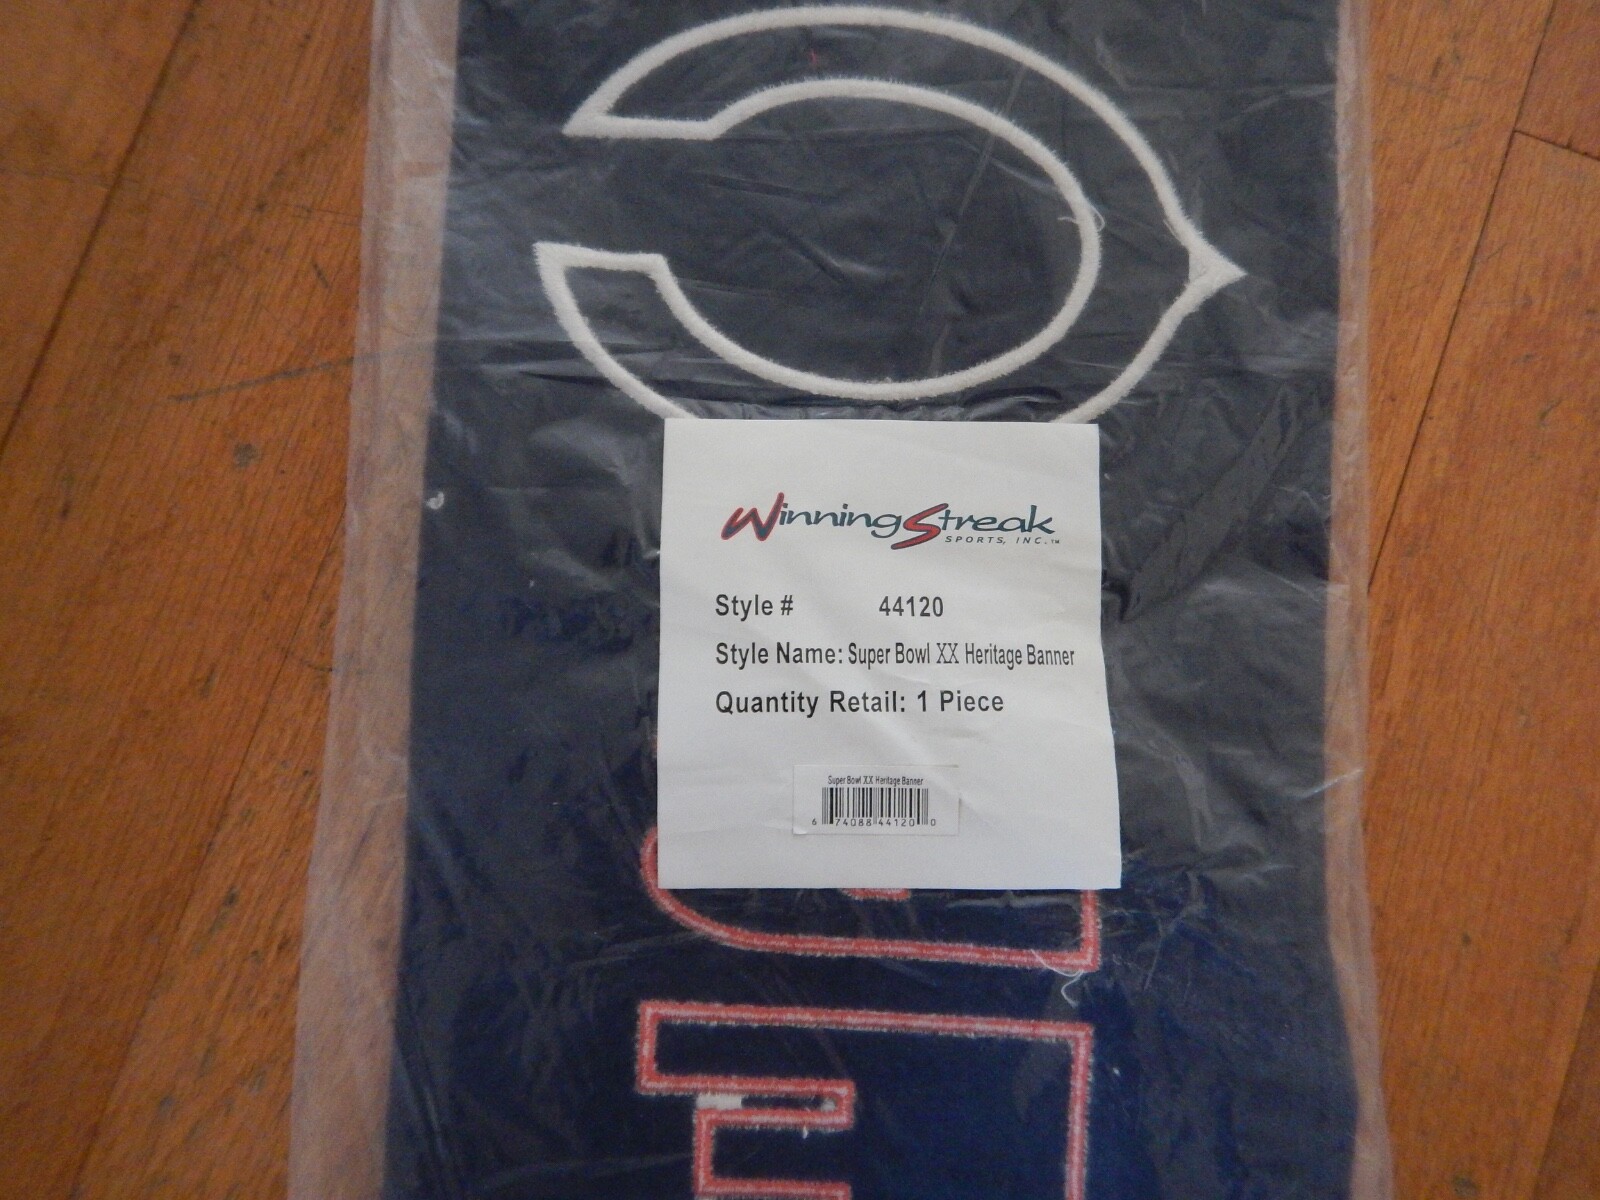 C
WinningStreak
SPORTS, INC.™
Style # 44120
Style Name: Super Bowl XX Heritage Banner
Quantity Retail: 1 Piece
Super Bowl XX Heritage Banner
6 74088 44120 0